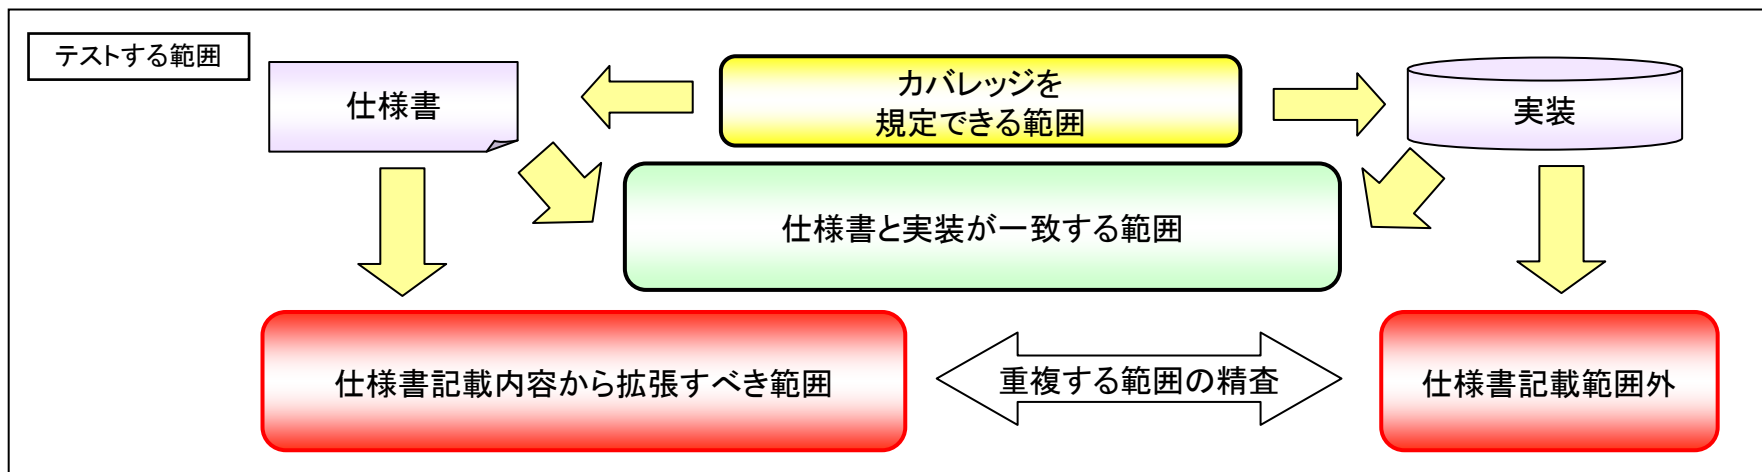 テストする範囲
仕様書
カバレッジを
規定できる範囲
実装
仕様書と実装が一致する範囲
仕様書記載内容から拡張すべき範囲
重複する範囲の精査
仕様書記載範囲外